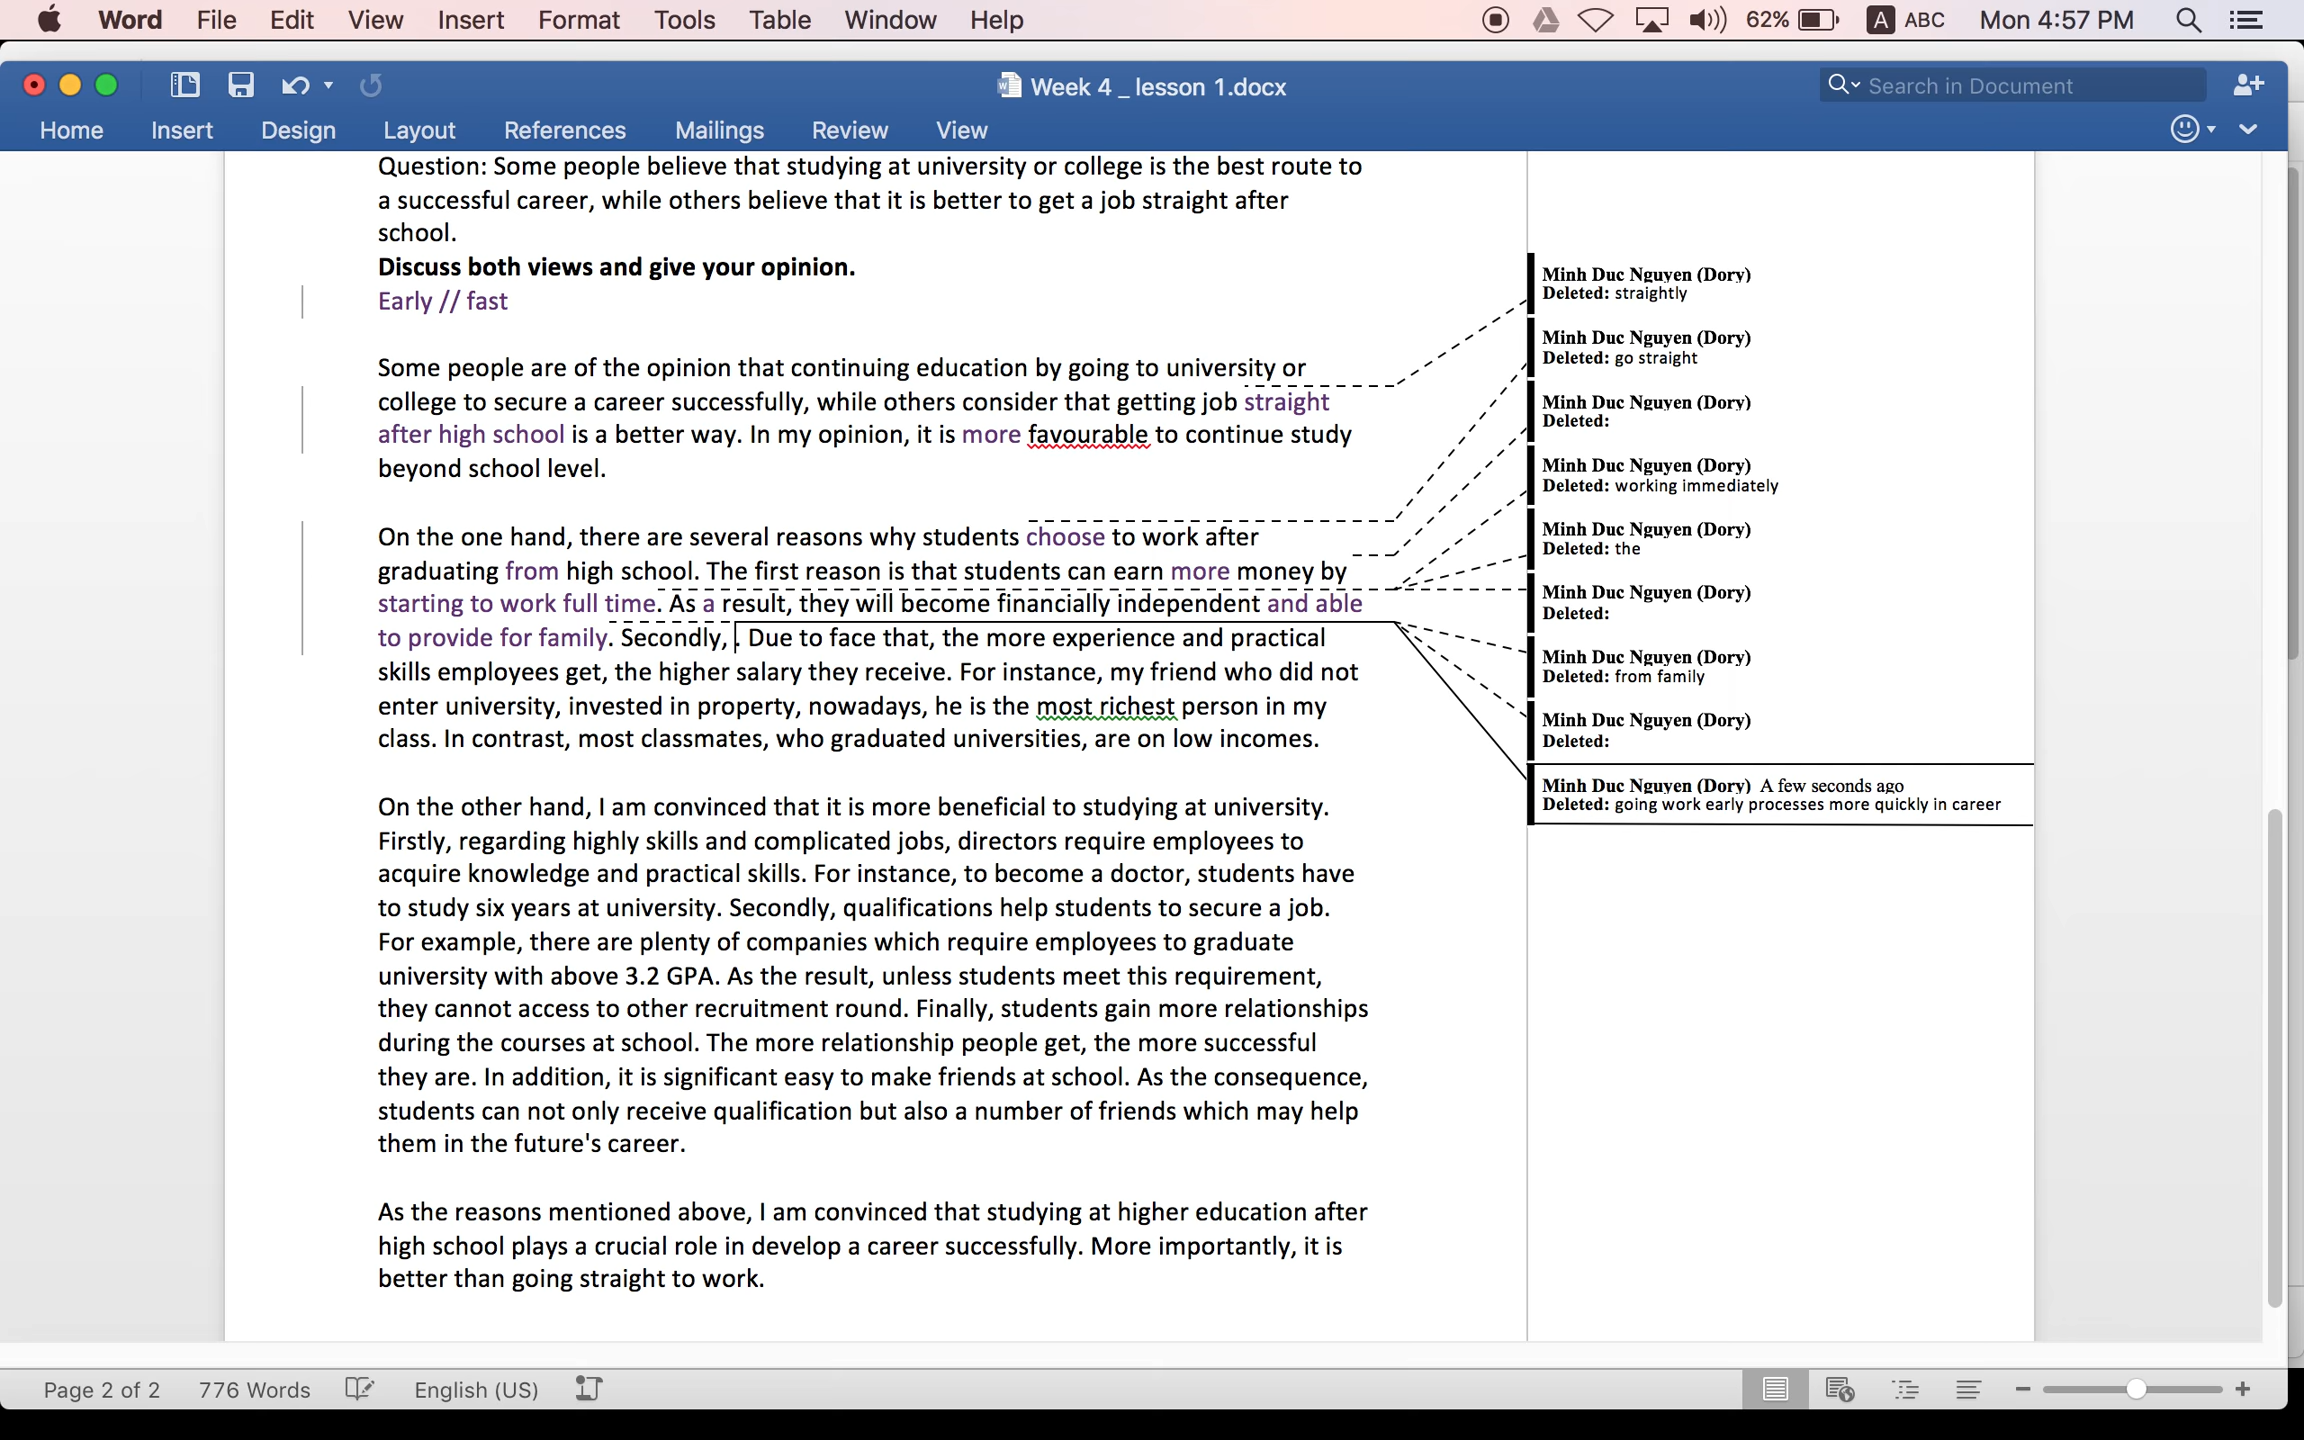 Word File Edit View Insert Format Tools Table Window Help 62% A ABC Mon 4:57 PM
Week 4 _ lesson 1.docx Search in Document
Home Insert Design Layout References Mailings Review View
Question: Some people believe that studying at university or college is the best route to
a successful career, while others believe that it is better to get a job straight after
school.
Discuss both views and give your opinion.
Early // fast
Some people are of the opinion that continuing education by going to university or
college to secure a career successfully, while others consider that getting job straight
after high school is a better way. In my opinion, it is more favourable to continue study
beyond school level.
On the one hand, there are several reasons why students choose to work after
graduating from high school. The first reason is that students can earn more money by
starting to work full time. As a result, they will become financially independent and able
to provide for family. Secondly, . Due to face that, the more experience and practical
skills employees get, the higher salary they receive. For instance, my friend who did not
enter university, invested in property, nowadays, he is the most richest person in my
class. In contrast, most classmates, who graduated universities, are on low incomes.
On the other hand, I am convinced that it is more beneficial to studying at university.
Firstly, regarding highly skills and complicated jobs, directors require employees to
acquire knowledge and practical skills. For instance, to become a doctor, students have
to study six years at university. Secondly, qualifications help students to secure a job.
For example, there are plenty of companies which require employees to graduate
university with above 3.2 GPA. As the result, unless students meet this requirement,
they cannot access to other recruitment round. Finally, students gain more relationships
during the courses at school. The more relationship people get, the more successful
they are. In addition, it is significant easy to make friends at school. As the consequence,
students can not only receive qualification but also a number of friends which may help
them in the future's career.
As the reasons mentioned above, I am convinced that studying at higher education after
high school plays a crucial role in develop a career successfully. More importantly, it is
better than going straight to work.
Minh Duc Nguyen (Dory)
Deleted: straightly
Minh Duc Nguyen (Dory)
Deleted: go straight
Minh Duc Nguyen (Dory)
Deleted:
Minh Duc Nguyen (Dory)
Deleted: working immediately
Minh Duc Nguyen (Dory)
Deleted: the
Minh Duc Nguyen (Dory)
Deleted:
Minh Duc Nguyen (Dory)
Deleted: from family
Minh Duc Nguyen (Dory)
Deleted:
Minh Duc Nguyen (Dory) A few seconds ago
Deleted: going work early processes more quickly in career
Page 2 of 2 776 Words English (US)